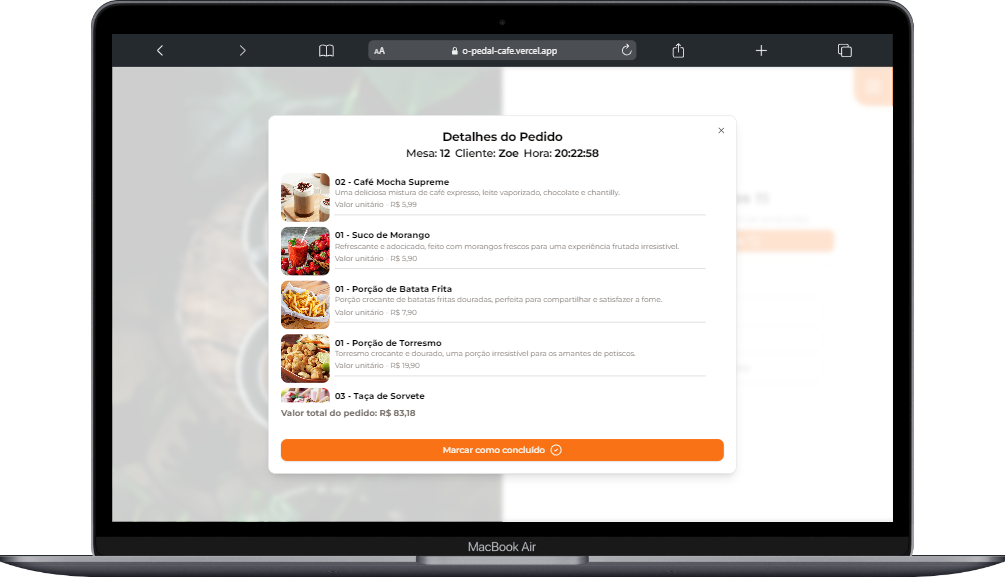 AA
o-pedal-cafe.vercel.app
Detalhes do Pedido
Mesa: 12 Cliente: Zoe Hora: 20:22:58
02 - Café Mocha Supreme
Uma deliciosa mistura de café expresso, leite vaporizado, chocolate e chantilly.
Valor unitário - R$ 5,99
01 - Suco de Morango
Refrescante e adocicado, feito com morangos frescos para uma experiência frutada irresistível.
Valor unitário - R$ 5,90
01 - Porção de Batata Frita
Porção crocante de batatas fritas douradas, perfeita para compartilhar e satisfazer a fome.
Valor unitário - R$ 7,90
01 - Porção de Torresmo
Torresmo crocante e dourado, uma porção irresistível para os amantes de petiscos.
Valor unitário - R$ 19,90
03 - Taça de Sorvete
Valor total do pedido: R$ 83,18
Marcar como concluído
MacBook Air